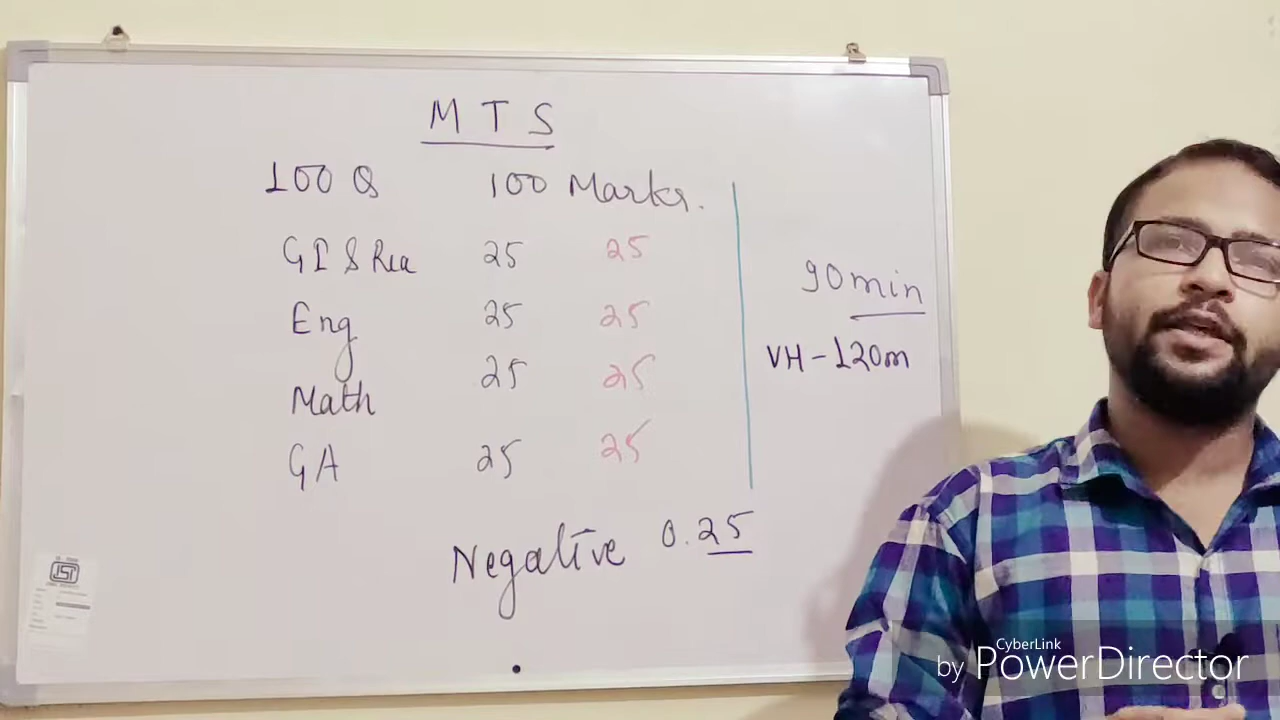 MTS
100 Q 100 Marks.
GI & Rea 25 25
Eng 25 25
Math 25 25
GA 25 25
Negative 0.25
90min
VH - 120m
ISI
CyberLink
by PowerDirector